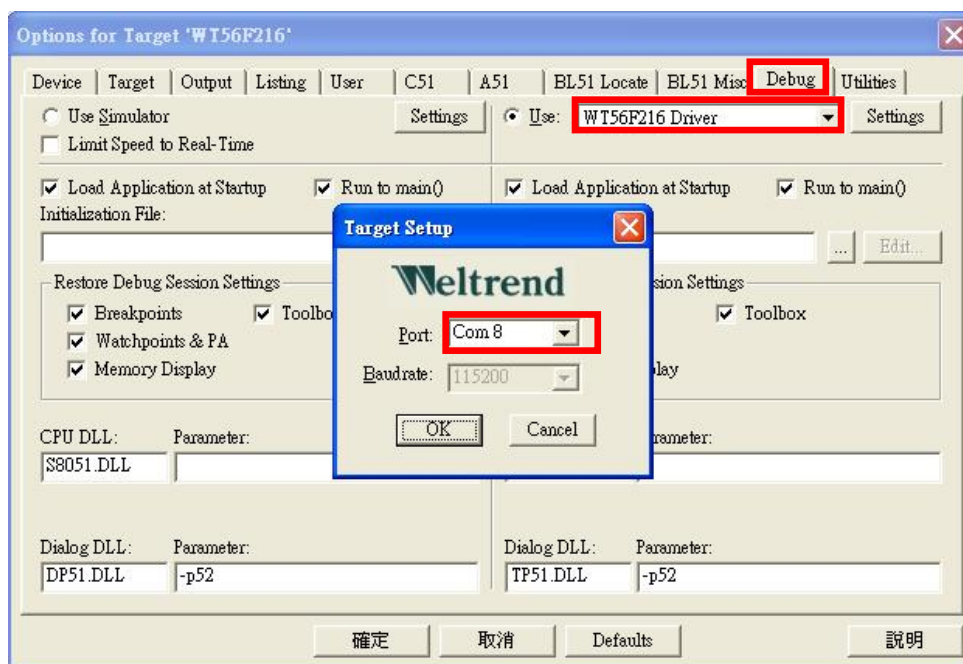 Options for Target 'WT56F216'
Device Target Output Listing User C51 A51 BL51 Locate BL51 Misc Debug Utilities
Use Simulator Settings Use: WT56F216 Driver Settings
Limit Speed to Real-Time
Load Application at Startup Run to main() Load Application at Startup Run to main()
Initialization File:
Target Setup
... Edit...
Weltrend
Restore Debug Session Settings sion Settings
Breakpoints Toolbo Toolbox
Port: Com 8
Watchpoints & PA
Memory Display lay
Baudrate: 115200
OK Cancel
CPU DLL: Parameter: rameter:
S8051.DLL
Dialog DLL: Parameter: Dialog DLL: Parameter:
DP51.DLL -p52 TP51.DLL -p52
確定 取消 Defaults 說明